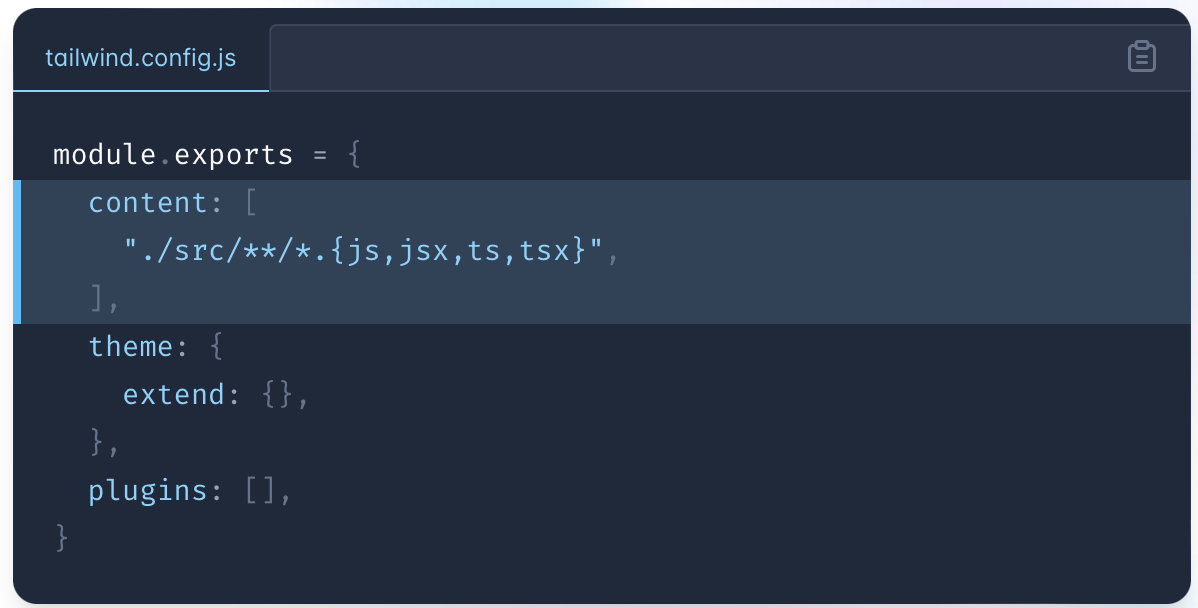 tailwind.config.js
module.exports = {
  content: [
    "./src/**/*.{js,jsx,ts,tsx}",
  ],
  theme: {
    extend: {},
  },
  plugins: [],
}